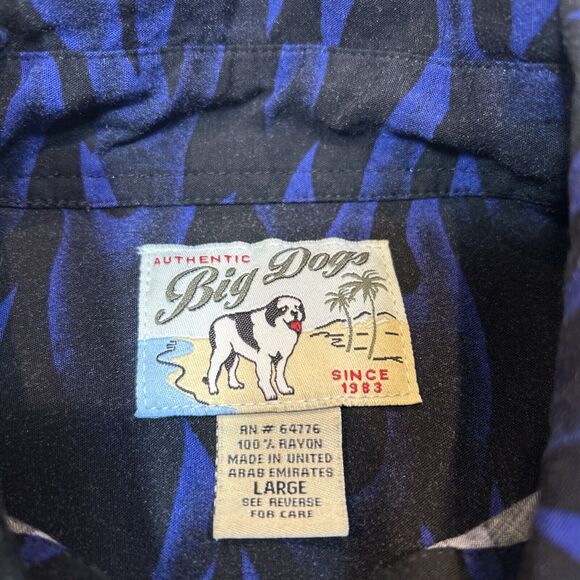 AUTHENTIC
Big Dogs
SINCE
1983
RN # 64776
100% RAYON
MADE IN UNITED
ARAB EMIRATES
LARGE
SEE REVERSE
FOR CARE